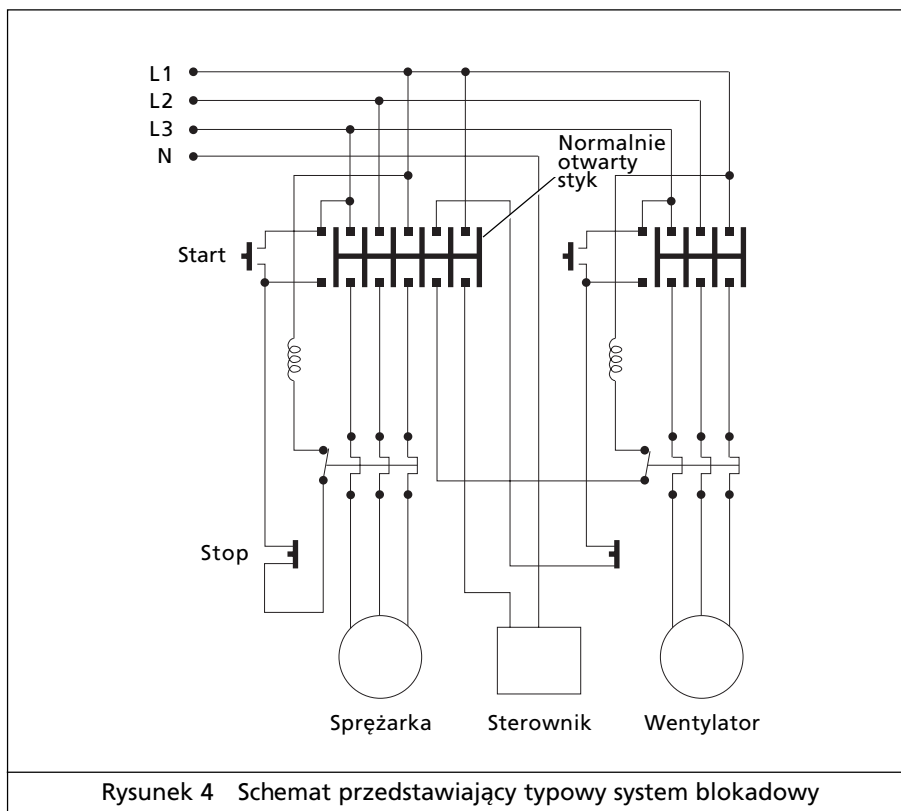 L1
L2
L3
N
Normalnie
otwarty
styk
Start
Stop
Sprężarka Sterownik Wentylator
Rysunek 4 Schemat przedstawiający typowy system blokadowy